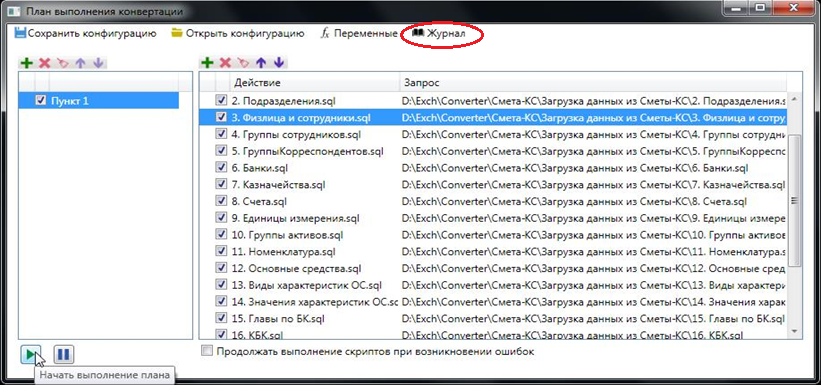 План выполнения конвертации
Сохранить конфигурацию Открыть конфигурацию fx Переменные Журнал
Действие Запрос
Пункт 1
2. Подразделения.sql D:\Exch\Converter\Смета-КС\Загрузка данных из Сметы-КС\2. Подразделения.s
3. Физлица и сотрудники.sql D:\Exch\Converter\Смета-КС\Загрузка данных из Сметы-КС\3. Физлица и сотру
4. Группы сотрудников.sql D:\Exch\Converter\Смета-КС\Загрузка данных из Сметы-КС\4. Группы сотрудни
5. ГруппыКорреспондентов.sql D:\Exch\Converter\Смета-КС\Загрузка данных из Сметы-КС\5. ГруппыКорреспо
6. Банки.sql D:\Exch\Converter\Смета-КС\Загрузка данных из Сметы-КС\6. Банки.sql
7. Казначейства.sql D:\Exch\Converter\Смета-КС\Загрузка данных из Сметы-КС\7. Казначейства.sql
8. Счета.sql D:\Exch\Converter\Смета-КС\Загрузка данных из Сметы-КС\8. Счета.sql
9. Единицы измерения.sql D:\Exch\Converter\Смета-КС\Загрузка данных из Сметы-КС\9. Единицы измерен
10. Группы активов.sql D:\Exch\Converter\Смета-КС\Загрузка данных из Сметы-КС\10. Группы активов.
11. Номенклатура.sql D:\Exch\Converter\Смета-КС\Загрузка данных из Сметы-КС\11. Номенклатура.sc
12. Основные средства.sql D:\Exch\Converter\Смета-КС\Загрузка данных из Сметы-КС\12. Основные сред
13. Виды характеристик ОС.sql D:\Exch\Converter\Смета-КС\Загрузка данных из Сметы-КС\13. Виды характери
14. Значения характеристик ОС.sc D:\Exch\Converter\Смета-КС\Загрузка данных из Сметы-КС\14. Значения харак
15. Главы по БК.sql D:\Exch\Converter\Смета-КС\Загрузка данных из Сметы-КС\15. Главы по БК.sql
16. КБК.sql D:\Exch\Converter\Смета-КС\Загрузка данных из Сметы-КС\16. КБК.sql
Продолжать выполнение скриптов при возникновении ошибок
Начать выполнение плана